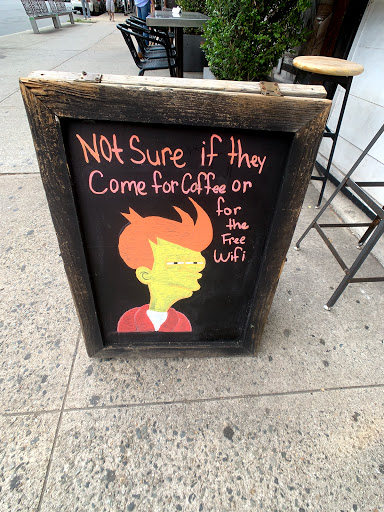 Not Sure if they
Come for Coffee or
for
the
Free
Wifi